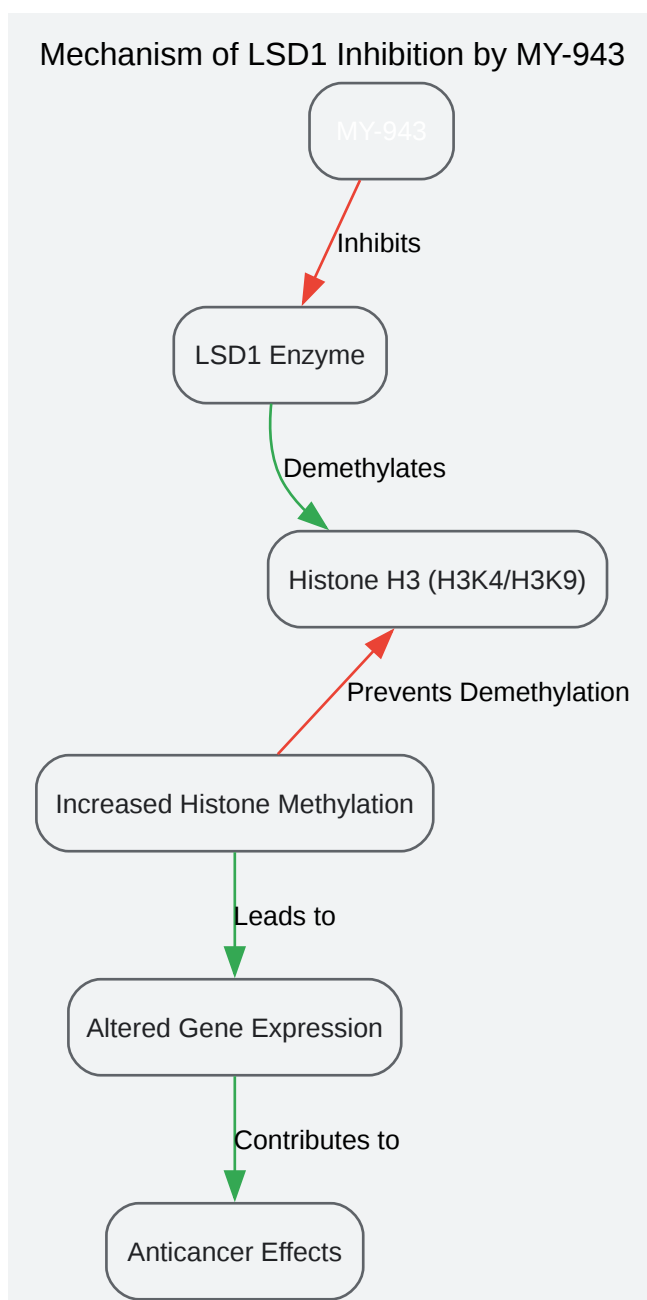 Mechanism of LSD1 Inhibition by MY-943
MY-943
Inhibits
LSD1 Enzyme
Demethylates
Histone H3 (H3K4/H3K9)
Prevents Demethylation
Increased Histone Methylation
Leads to
Altered Gene Expression
Contributes to
Anticancer Effects